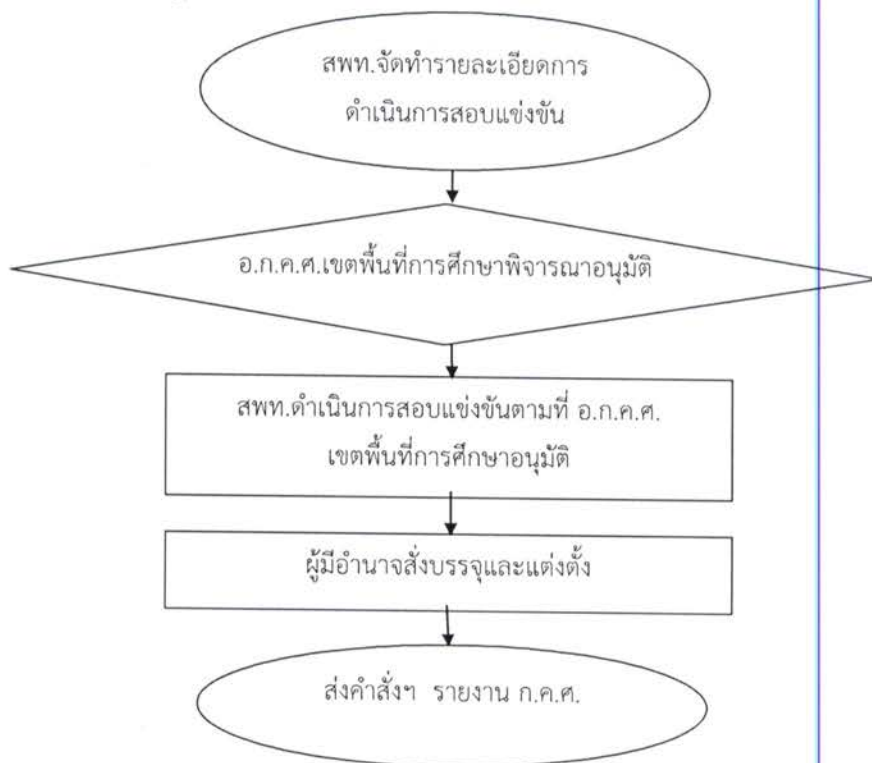 สพท.จัดทำรายละเอียดการ
ดำเนินการสอบแข่งขัน
อ.ก.ค.ศ.เขตพื้นที่การศึกษาพิจารณาอนุมัติ
สพท.ดำเนินการสอบแข่งขันตามที่ อ.ก.ค.ศ.
เขตพื้นที่การศึกษาอนุมัติ
ผู้มีอำนาจสั่งบรรจุและแต่งตั้ง
ส่งคำสั่งฯ รายงาน ก.ค.ศ.